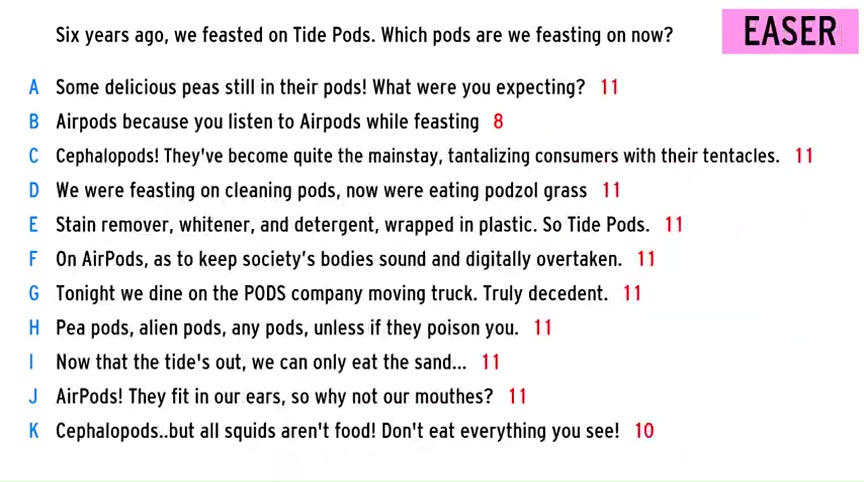 Six years ago, we feasted on Tide Pods. Which pods are we feasting on now?
EASER
A Some delicious peas still in their pods! What were you expecting? 11
B Airpods because you listen to Airpods while feasting 8
C Cephalopods! They've become quite the mainstay, tantalizing consumers with their tentacles. 11
D We were feasting on cleaning pods, now were eating podzol grass 11
E Stain remover, whitener, and detergent, wrapped in plastic. So Tide Pods. 11
F On AirPods, as to keep society’s bodies sound and digitally overtaken. 11
G Tonight we dine on the PODS company moving truck. Truly decedent. 11
H Pea pods, alien pods, any pods, unless if they poison you. 11
I Now that the tide's out, we can only eat the sand... 11
J AirPods! They fit in our ears, so why not our mouthes? 11
K Cephalopods..but all squids aren't food! Don't eat everything you see! 10